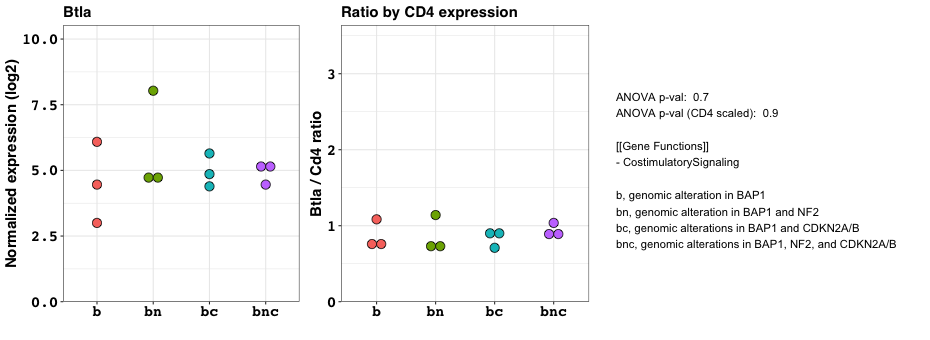 Btla
Normalized expression (log2)
10.0
7.5
5.0
2.5
0.0
b bn bc bnc
Ratio by CD4 expression
Btla / Cd4 ratio
3
2
1
0
b bn bc bnc
ANOVA p-val:  0.7
ANOVA p-val (CD4 scaled):  0.9
[[Gene Functions]]
- CostimulatorySignaling
b, genomic alteration in BAP1
bn, genomic alteration in BAP1 and NF2
bc, genomic alterations in BAP1 and CDKN2A/B
bnc, genomic alterations in BAP1, NF2, and CDKN2A/B